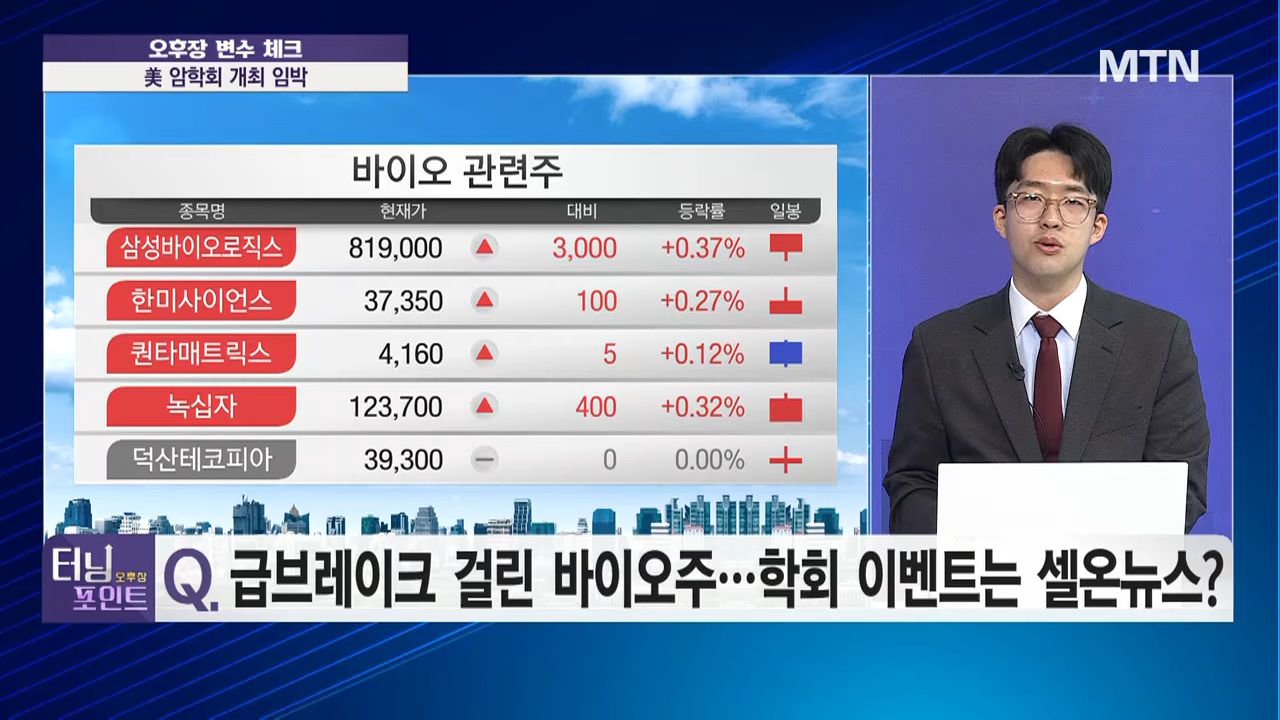 오후장 변수 체크
美 암학회 개최 임박
MTN
바이오 관련주
종목명 현재가 대비 등락률 일봉
삼성바이오로직스 819,000 ▲ 3,000 +0.37%
한미사이언스 37,350 ▲ 100 +0.27%
퀀타매트릭스 4,160 ▲ 5 +0.12%
녹십자 123,700 ▲ 400 +0.32%
덕산테코피아 39,300 － 0 0.00%
터닝
오후장
포인트
Q. 급브레이크 걸린 바이오주…학회 이벤트는 셀온뉴스?